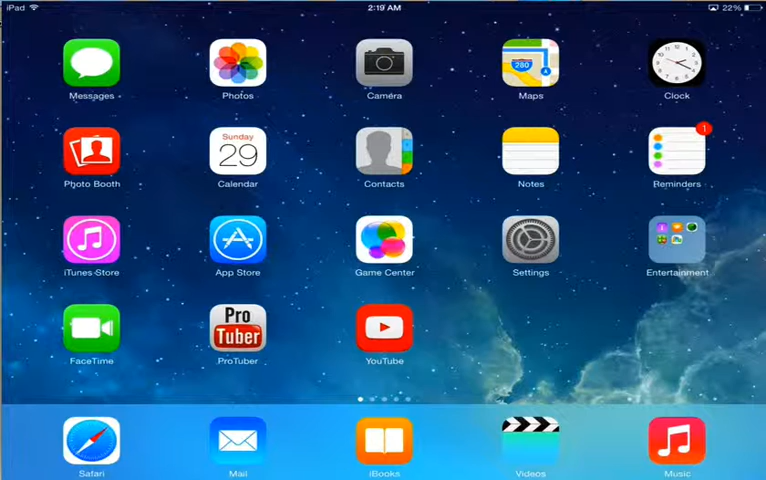 iPad 2:19 AM 22%
Messages Photos Camera Maps Clock
280
Sunday
29
1
Photo Booth Calendar Contacts Notes Reminders
iTunes Store App Store Game Center Settings Entertainment
Pro
Tuber
FaceTime ProTuber YouTube
Safari Mail iBooks Videos Music